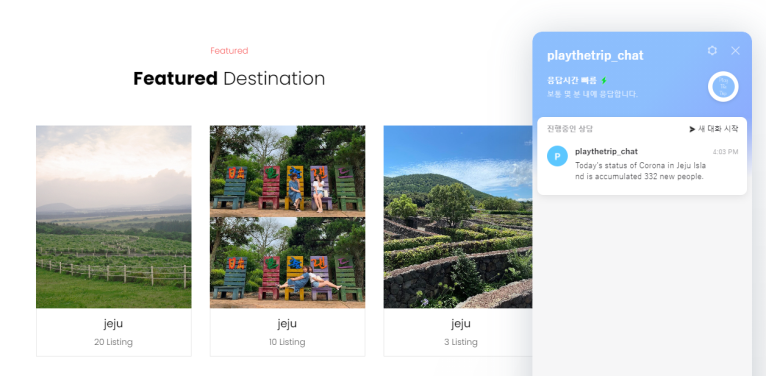 Featured
Featured Destination
jeju
20 Listing
jeju
10 Listing
jeju
3 Listing
playthetrip_chat
응답시간 빠름
보통 몇 분 내에 응답합니다.
진행중인 상담
새 대화 시작
P
playthetrip_chat
4:03 PM
Today's status of Corona in Jeju Isla
nd is accumulated 332 new people.